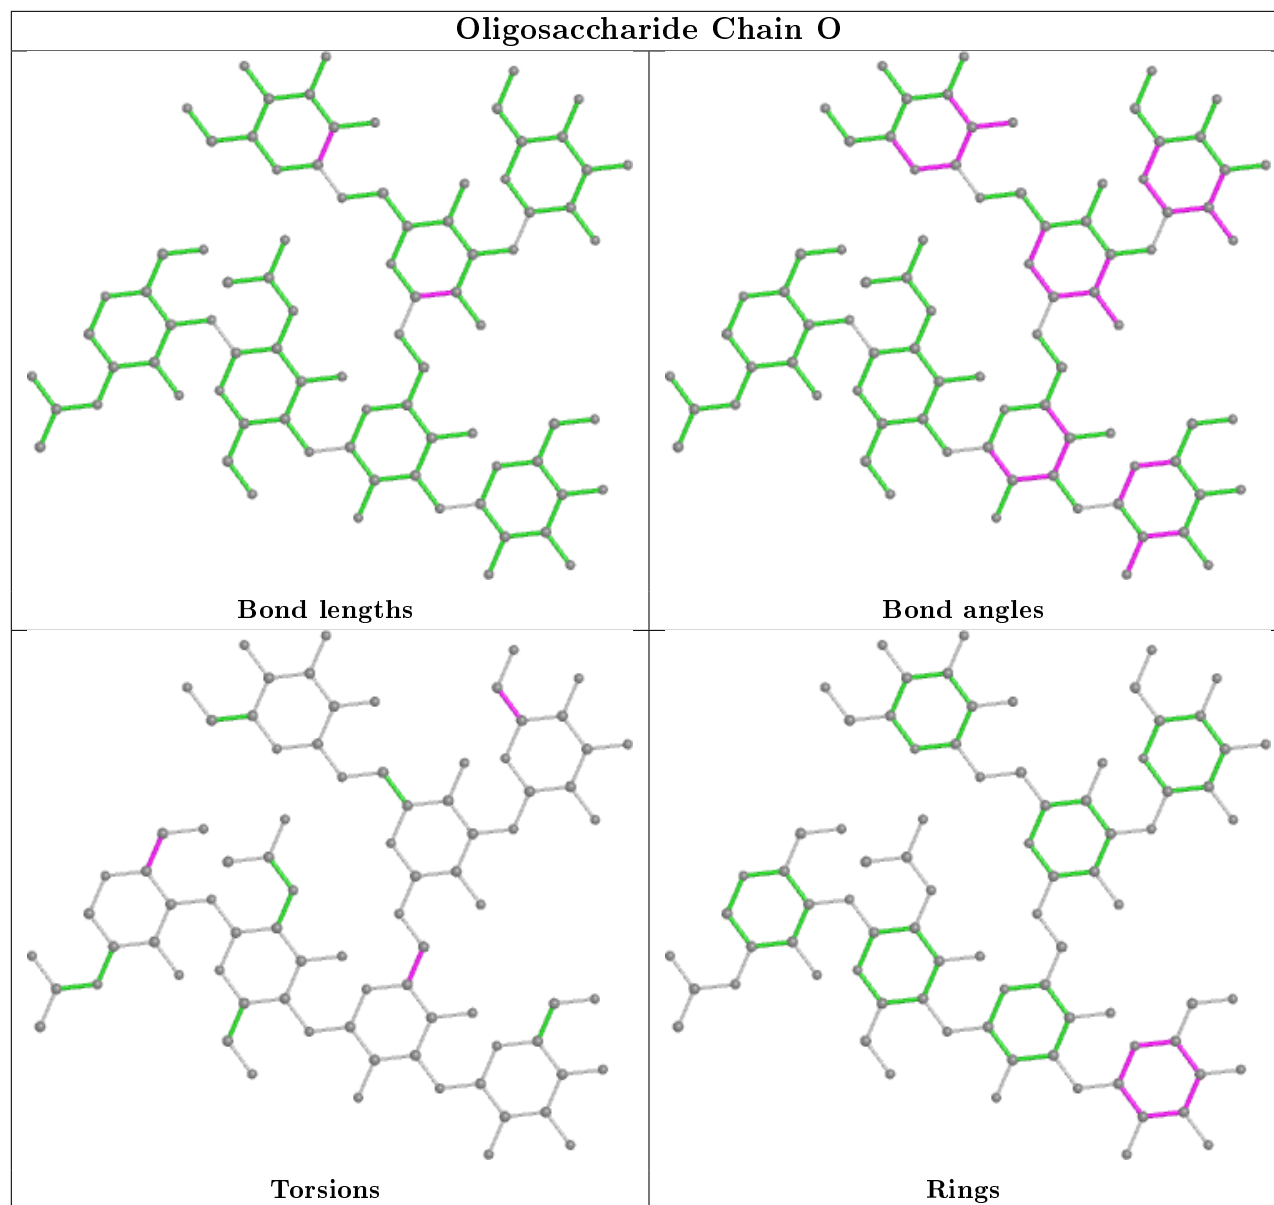 Oligosaccharide Chain O
Bond lengths
Bond angles
Torsions
Rings